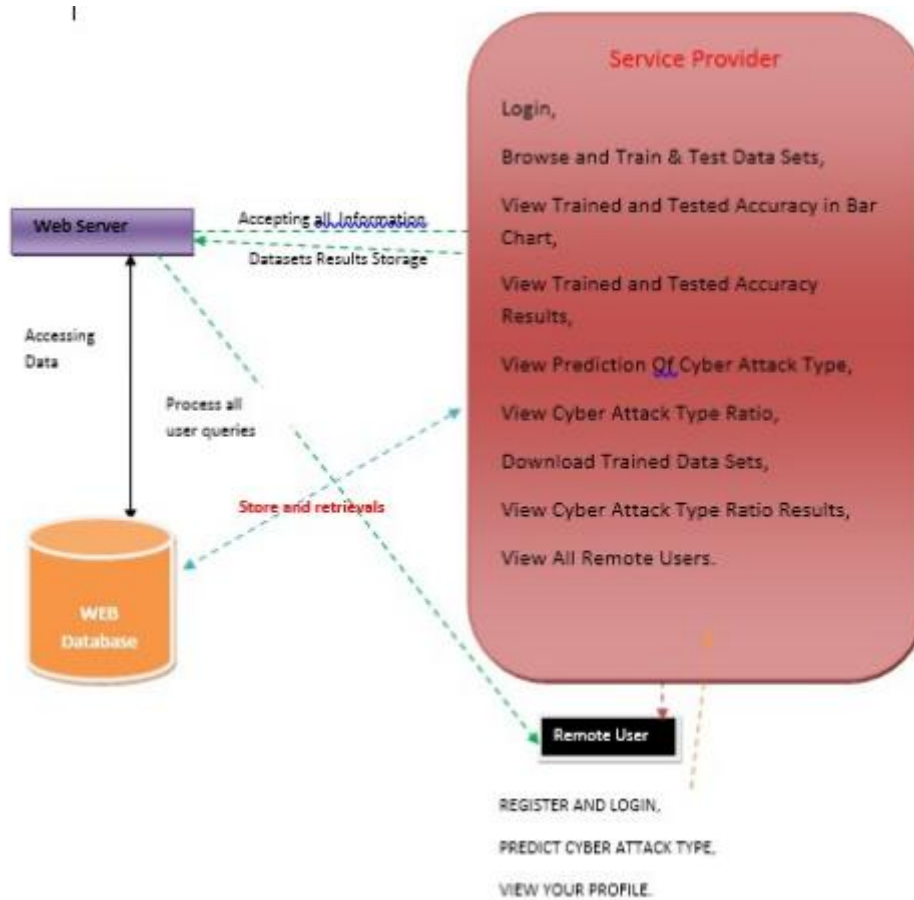 Service Provider
Login,
Browse and Train & Test Data Sets,
View Trained and Tested Accuracy in Bar
Chart,
View Trained and Tested Accuracy
Results,
View Prediction Of Cyber Attack Type,
View Cyber Attack Type Ratio,
Download Trained Data Sets,
View Cyber Attack Type Ratio Results,
View All Remote Users.
Web Server
Accepting all Information
Datasets Results Storage
Accessing
Data
Process all
user queries
Store and retrievals
WEB
Database
Remote User
REGISTER AND LOGIN,
PREDICT CYBER ATTACK TYPE,
VIEW YOUR PROFILE.